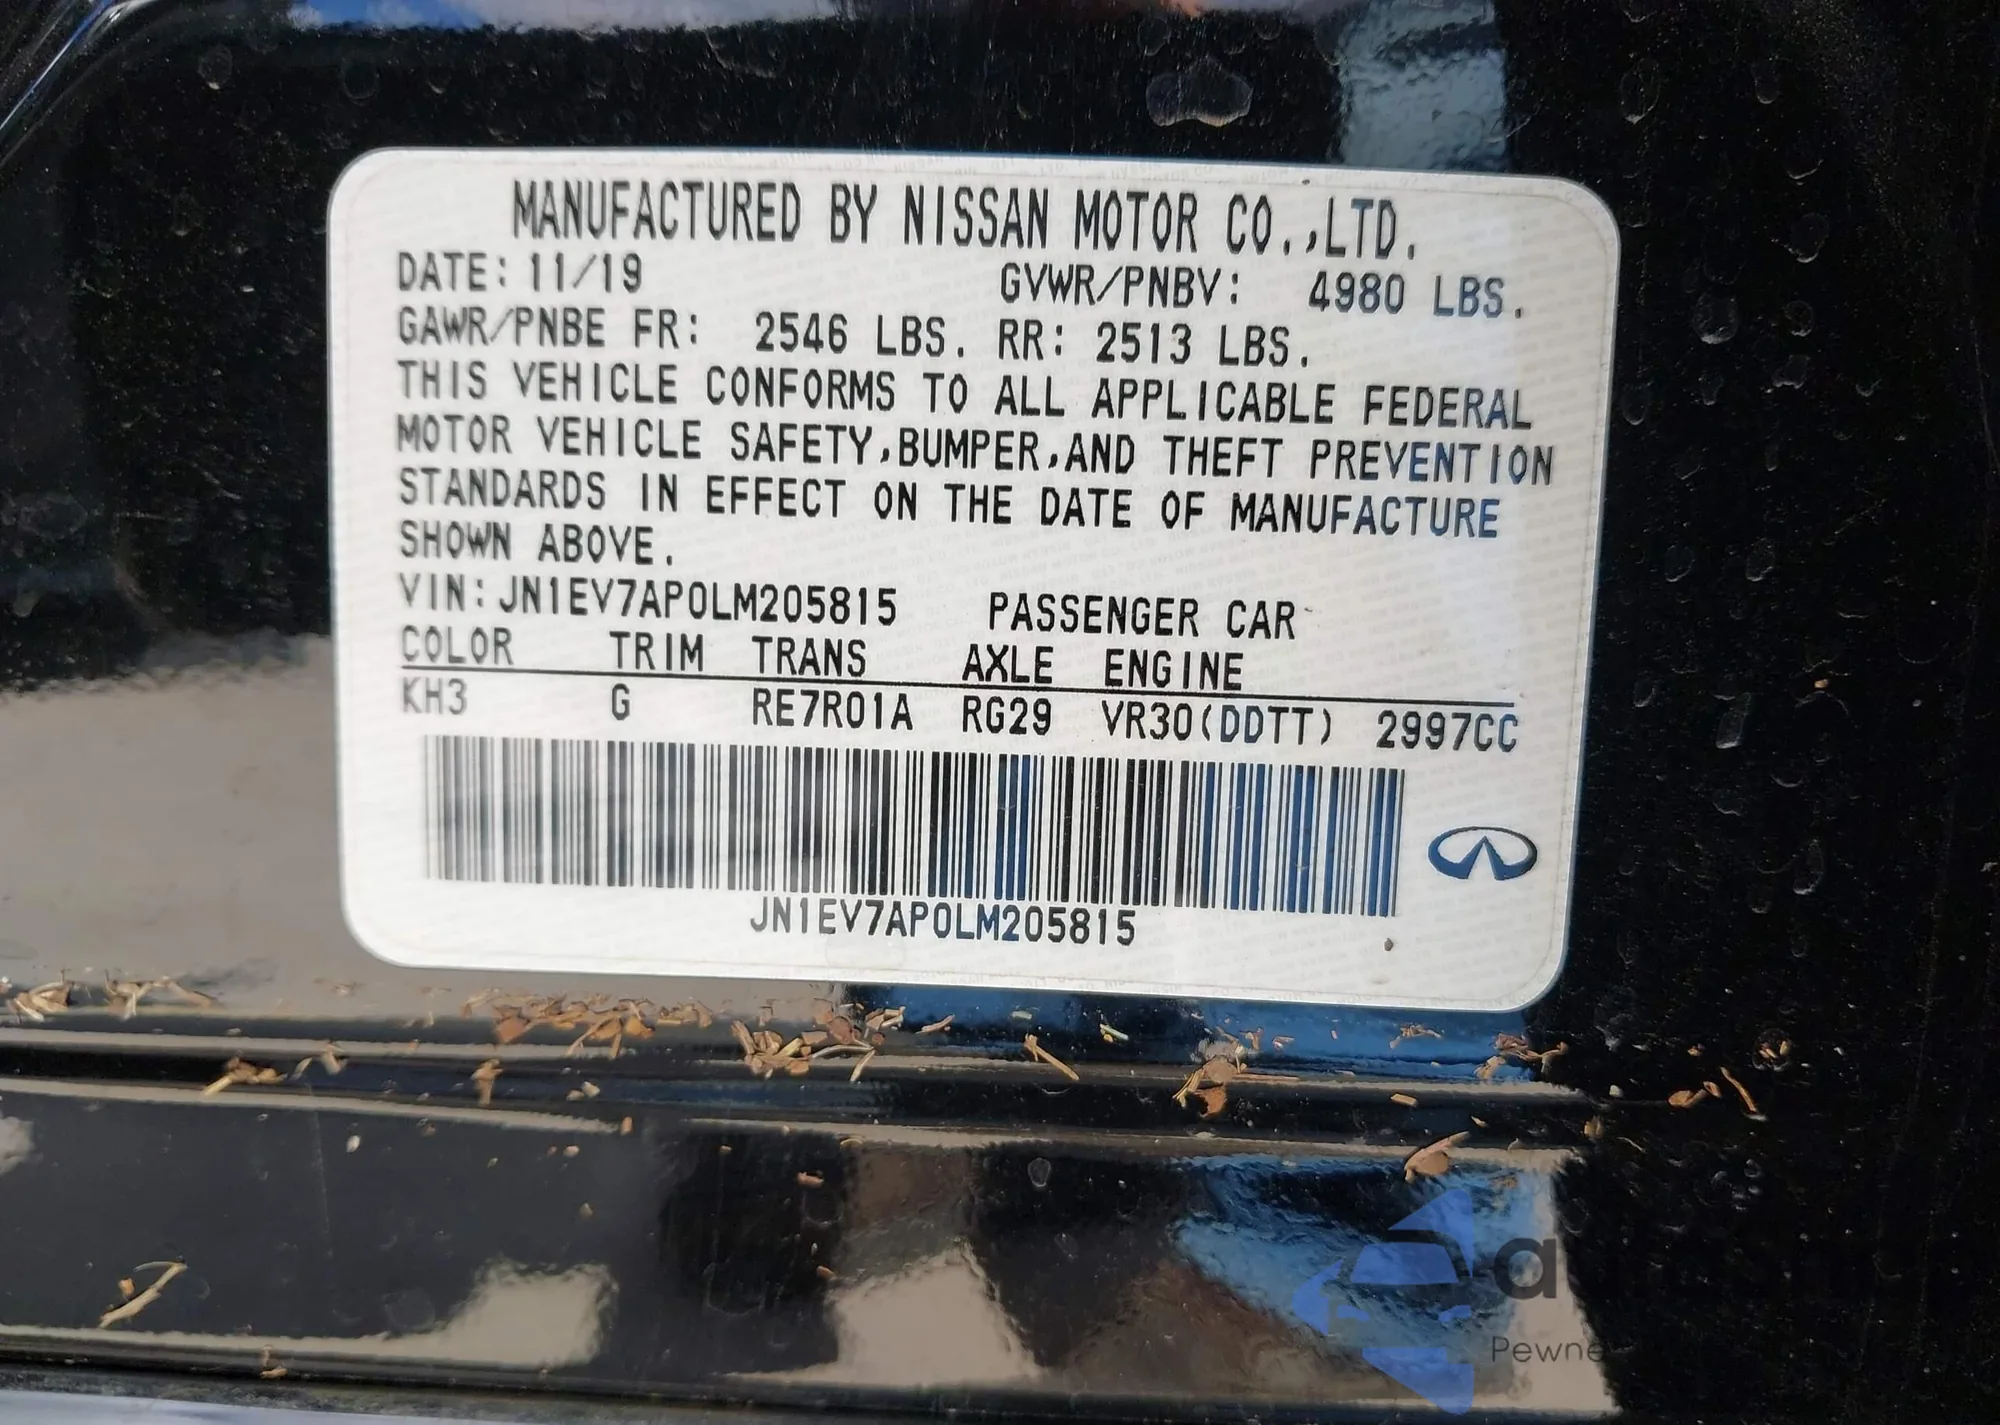 MANUFACTURED BY NISSAN MOTOR CO.,LTD.
DATE: 11/19 GVWR/PNBV: 4980 LBS.
GAWR/PNBE FR: 2546 LBS. RR: 2513 LBS.
THIS VEHICLE CONFORMS TO ALL APPLICABLE FEDERAL
MOTOR VEHICLE SAFETY,BUMPER,AND THEFT PREVENTION
STANDARDS IN EFFECT ON THE DATE OF MANUFACTURE
SHOWN ABOVE.
VIN: JN1EV7AP0LM205815 PASSENGER CAR
COLOR TRIM TRANS AXLE ENGINE
KH3 G RE7R01A RG29 VR30(DDTT) 2997CC
JN1EV7AP0LM205815